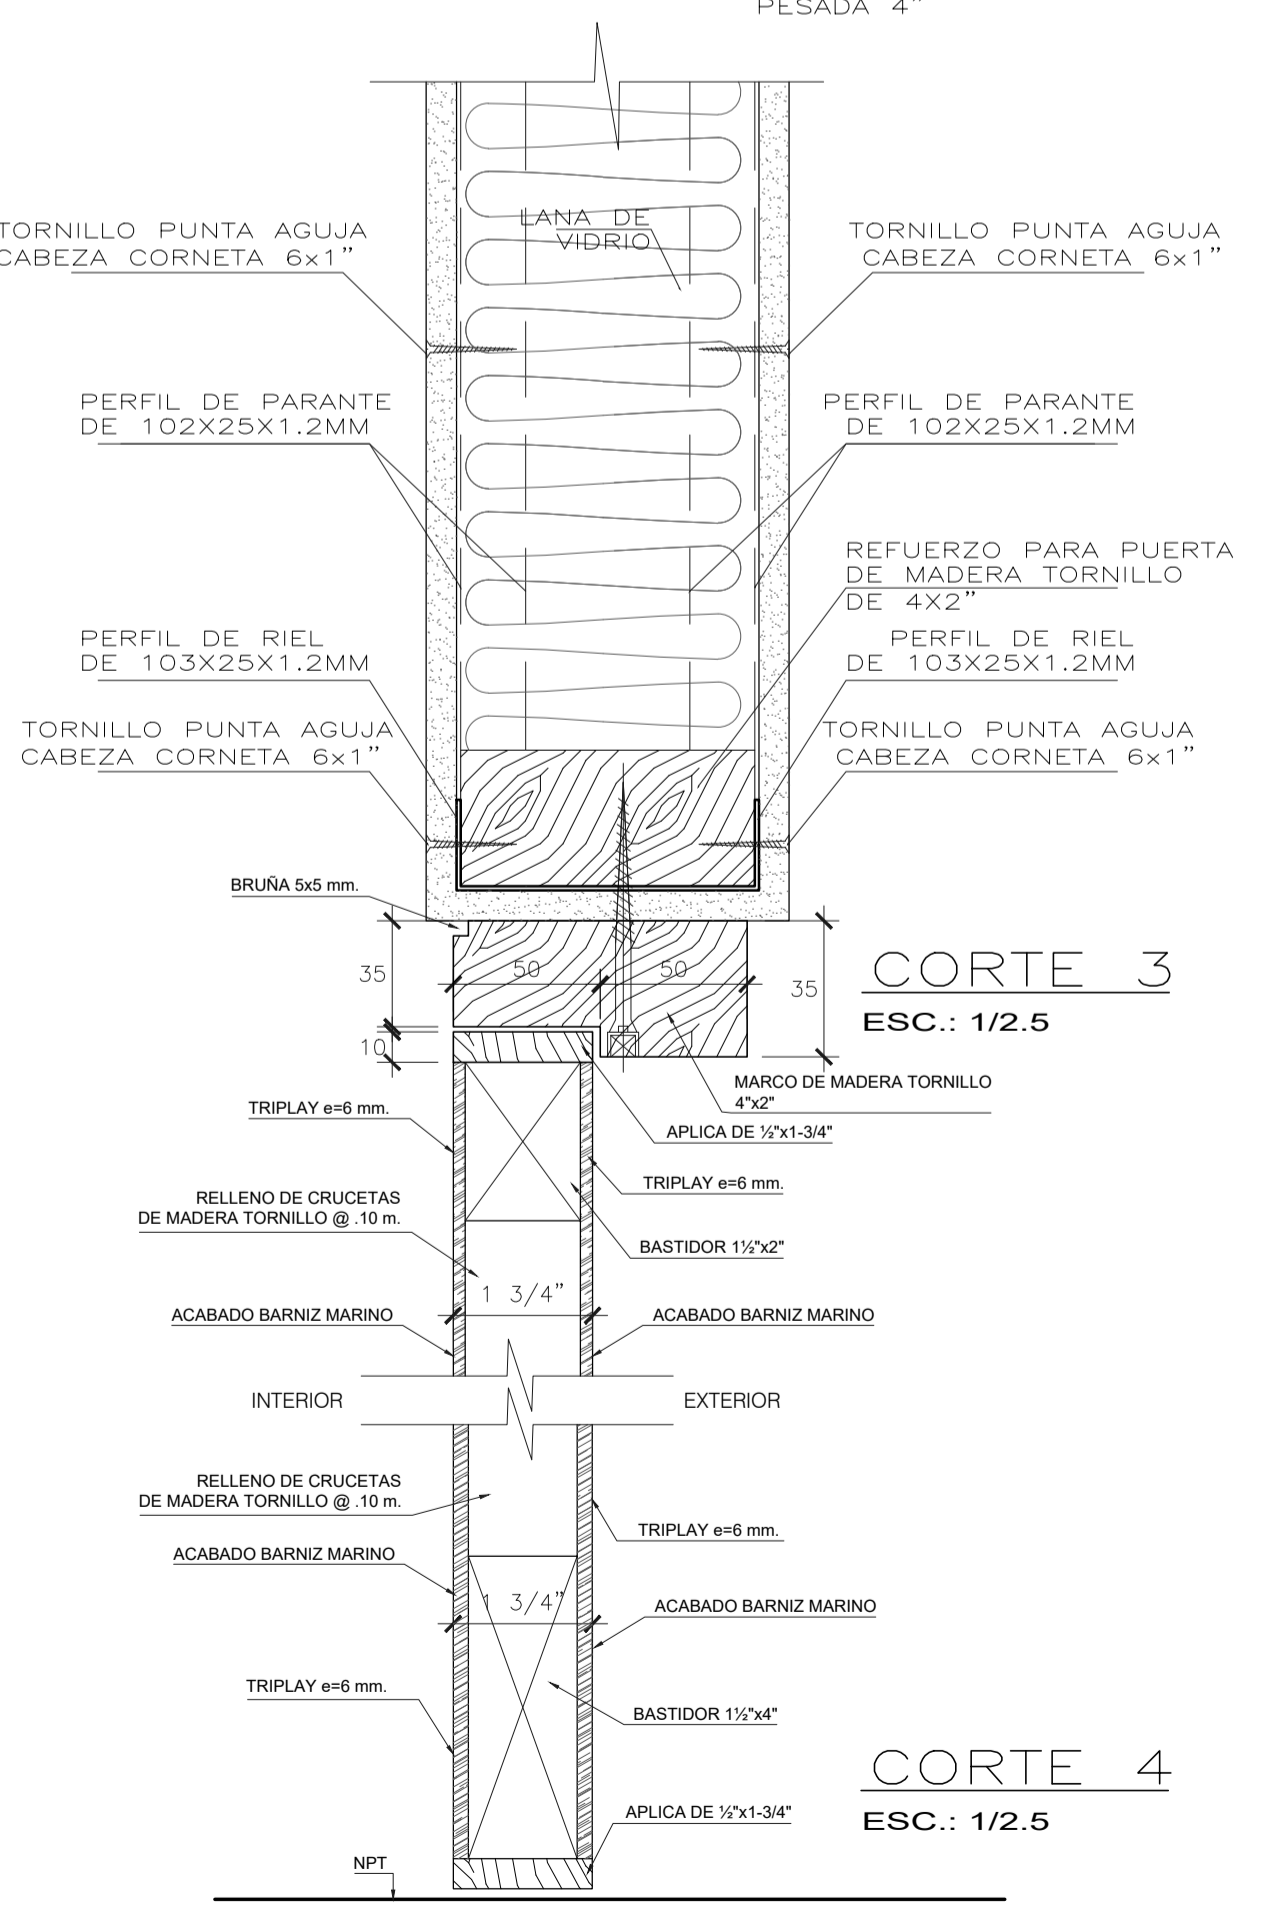 PESADA 4”
TORNILLO PUNTA AGUJA
CABEZA CORNETA 6x1”
LANA DE
VIDRIO
TORNILLO PUNTA AGUJA
CABEZA CORNETA 6x1”
PERFIL DE PARANTE
DE 102X25X1.2MM
PERFIL DE PARANTE
DE 102X25X1.2MM
REFUERZO PARA PUERTA
DE MADERA TORNILLO
DE 4X2”
PERFIL DE RIEL
DE 103X25X1.2MM
PERFIL DE RIEL
DE 103X25X1.2MM
TORNILLO PUNTA AGUJA
CABEZA CORNETA 6x1”
TORNILLO PUNTA AGUJA
CABEZA CORNETA 6x1”
BRUÑA 5x5 mm.
35
50
50
35
10
CORTE 3
ESC.: 1/2.5
MARCO DE MADERA TORNILLO
4"x2"
APLICA DE ½"x1-3/4"
TRIPLAY e=6 mm.
TRIPLAY e=6 mm.
RELLENO DE CRUCETAS
DE MADERA TORNILLO @ .10 m.
BASTIDOR 1½"x2"
1 3/4”
ACABADO BARNIZ MARINO
ACABADO BARNIZ MARINO
INTERIOR
EXTERIOR
RELLENO DE CRUCETAS
DE MADERA TORNILLO @ .10 m.
TRIPLAY e=6 mm.
ACABADO BARNIZ MARINO
1 3/4”
ACABADO BARNIZ MARINO
TRIPLAY e=6 mm.
BASTIDOR 1½"x4"
CORTE 4
ESC.: 1/2.5
APLICA DE ½"x1-3/4"
NPT